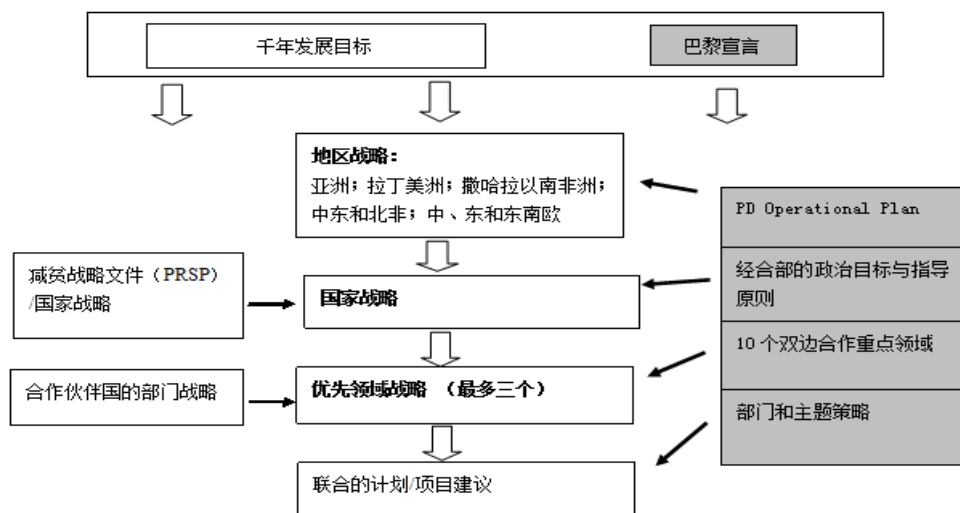 千年发展目标
巴黎宣言
地区战略：
亚洲；拉丁美洲；撒哈拉以南非洲；
中东和北非；中、东和东南欧
PD Operational Plan
减贫战略文件（PRSP）
/国家战略
国家战略
经合部的政治目标与指导
原则
合作伙伴国的部门战略
优先领域战略 （最多三个）
10 个双边合作重点领域
部门和主题策略
联合的计划/项目建议